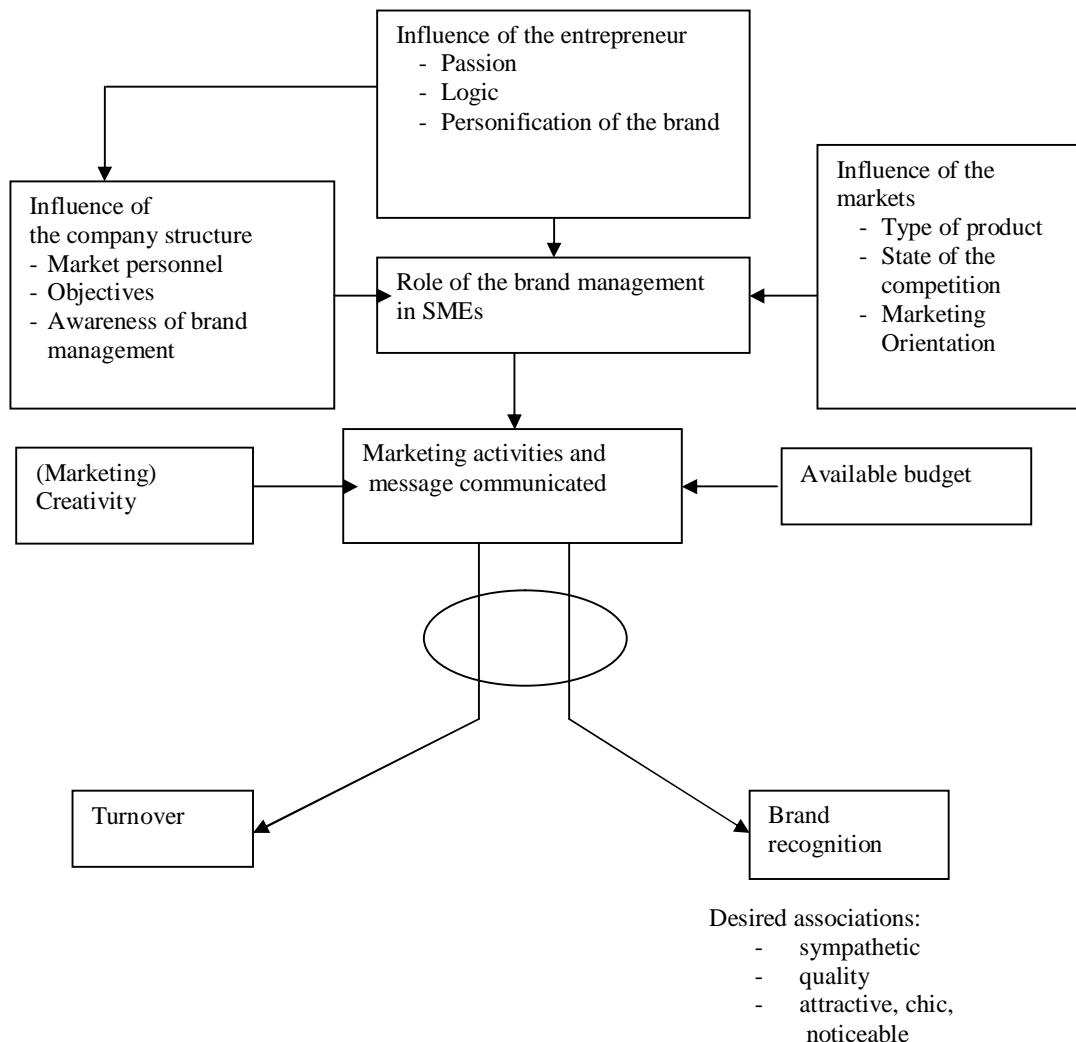 Influence of the entrepreneur
- Passion
- Logic
- Personification of the brand
Influence of
the company structure
- Market personnel
- Objectives
- Awareness of brand
management
Influence of the
markets
- Type of product
- State of the
competition
- Marketing
Orientation
Role of the brand management
in SMEs
(Marketing)
Creativity
Marketing activities and
message communicated
Available budget
Turnover
Brand
recognition
Desired associations:
- sympathetic
- quality
- attractive, chic,
noticeable